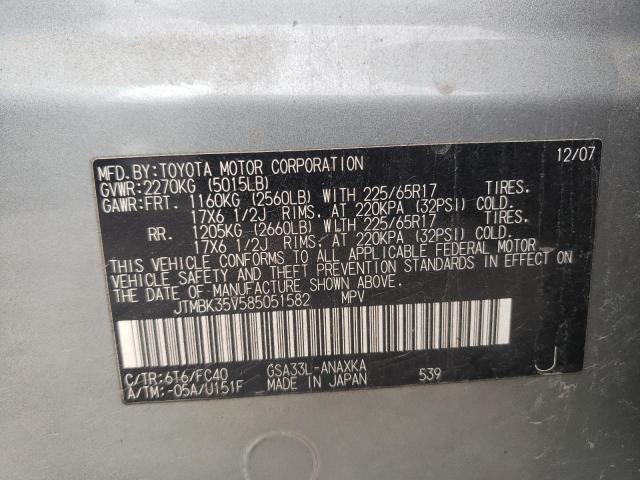 MFD.BY:TOYOTA MOTOR CORPORATION 12/07
GVWR:2270KG (5015LB)
GAWR:FRT. 1160KG (2560LB) WITH 225/65R17 TIRES.
17X6 1/2J RIMS. AT 220KPA (32PSI) COLD.
RR. 1205KG (2660LB) WITH 225/65R17 TIRES.
17X6 1/2J RIMS. AT 220KPA (32PSI) COLD.
THIS VEHICLE CONFORMS TO ALL APPLICABLE FEDERAL MOTOR
VEHICLE SAFETY AND THEFT PREVENTION STANDARDS IN EFFECT ON
THE DATE OF MANUFACTURE SHOWN ABOVE.
JTMBK35V585051582 MPV
C/TR:6T6/FC40 GSA33L-ANAXKA 539 J
A/TM:-05A/U151F MADE IN JAPAN